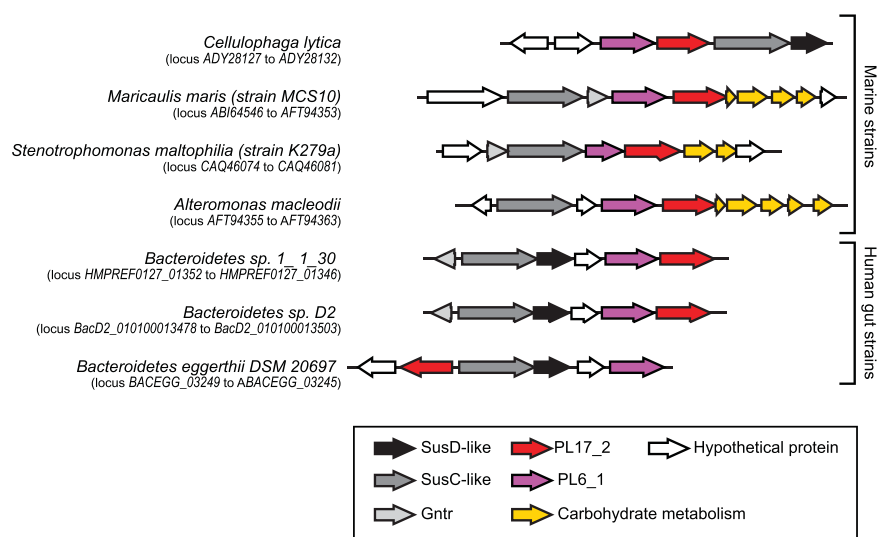 Cellulophaga lytica
(locus ADY28127 to ADY28132)
Maricaulis maris (strain MCS10)
(locus ABI64546 to AFT94353)
Stenotrophomonas maltophilia (strain K279a)
(locus CAQ46074 to CAQ46081)
Alteromonas macleodii
(locus AFT94355 to AFT94363)
Marine strains
Bacteroidetes sp. 1_ 1_30
(locus HMPREF0127_01352 to HMPREF0127_01346)
Bacteroidetes sp. D2
(locus BacD2_010100013478 to BacD2_010100013503)
Bacteroidetes eggerthii DSM 20697
(locus BACEGG_03249 to ABACEGG_03245)
Human gut strains
SusD-like
PL17_2
Hypothetical protein
SusC-like
PL6_1
Gntr
Carbohydrate metabolism